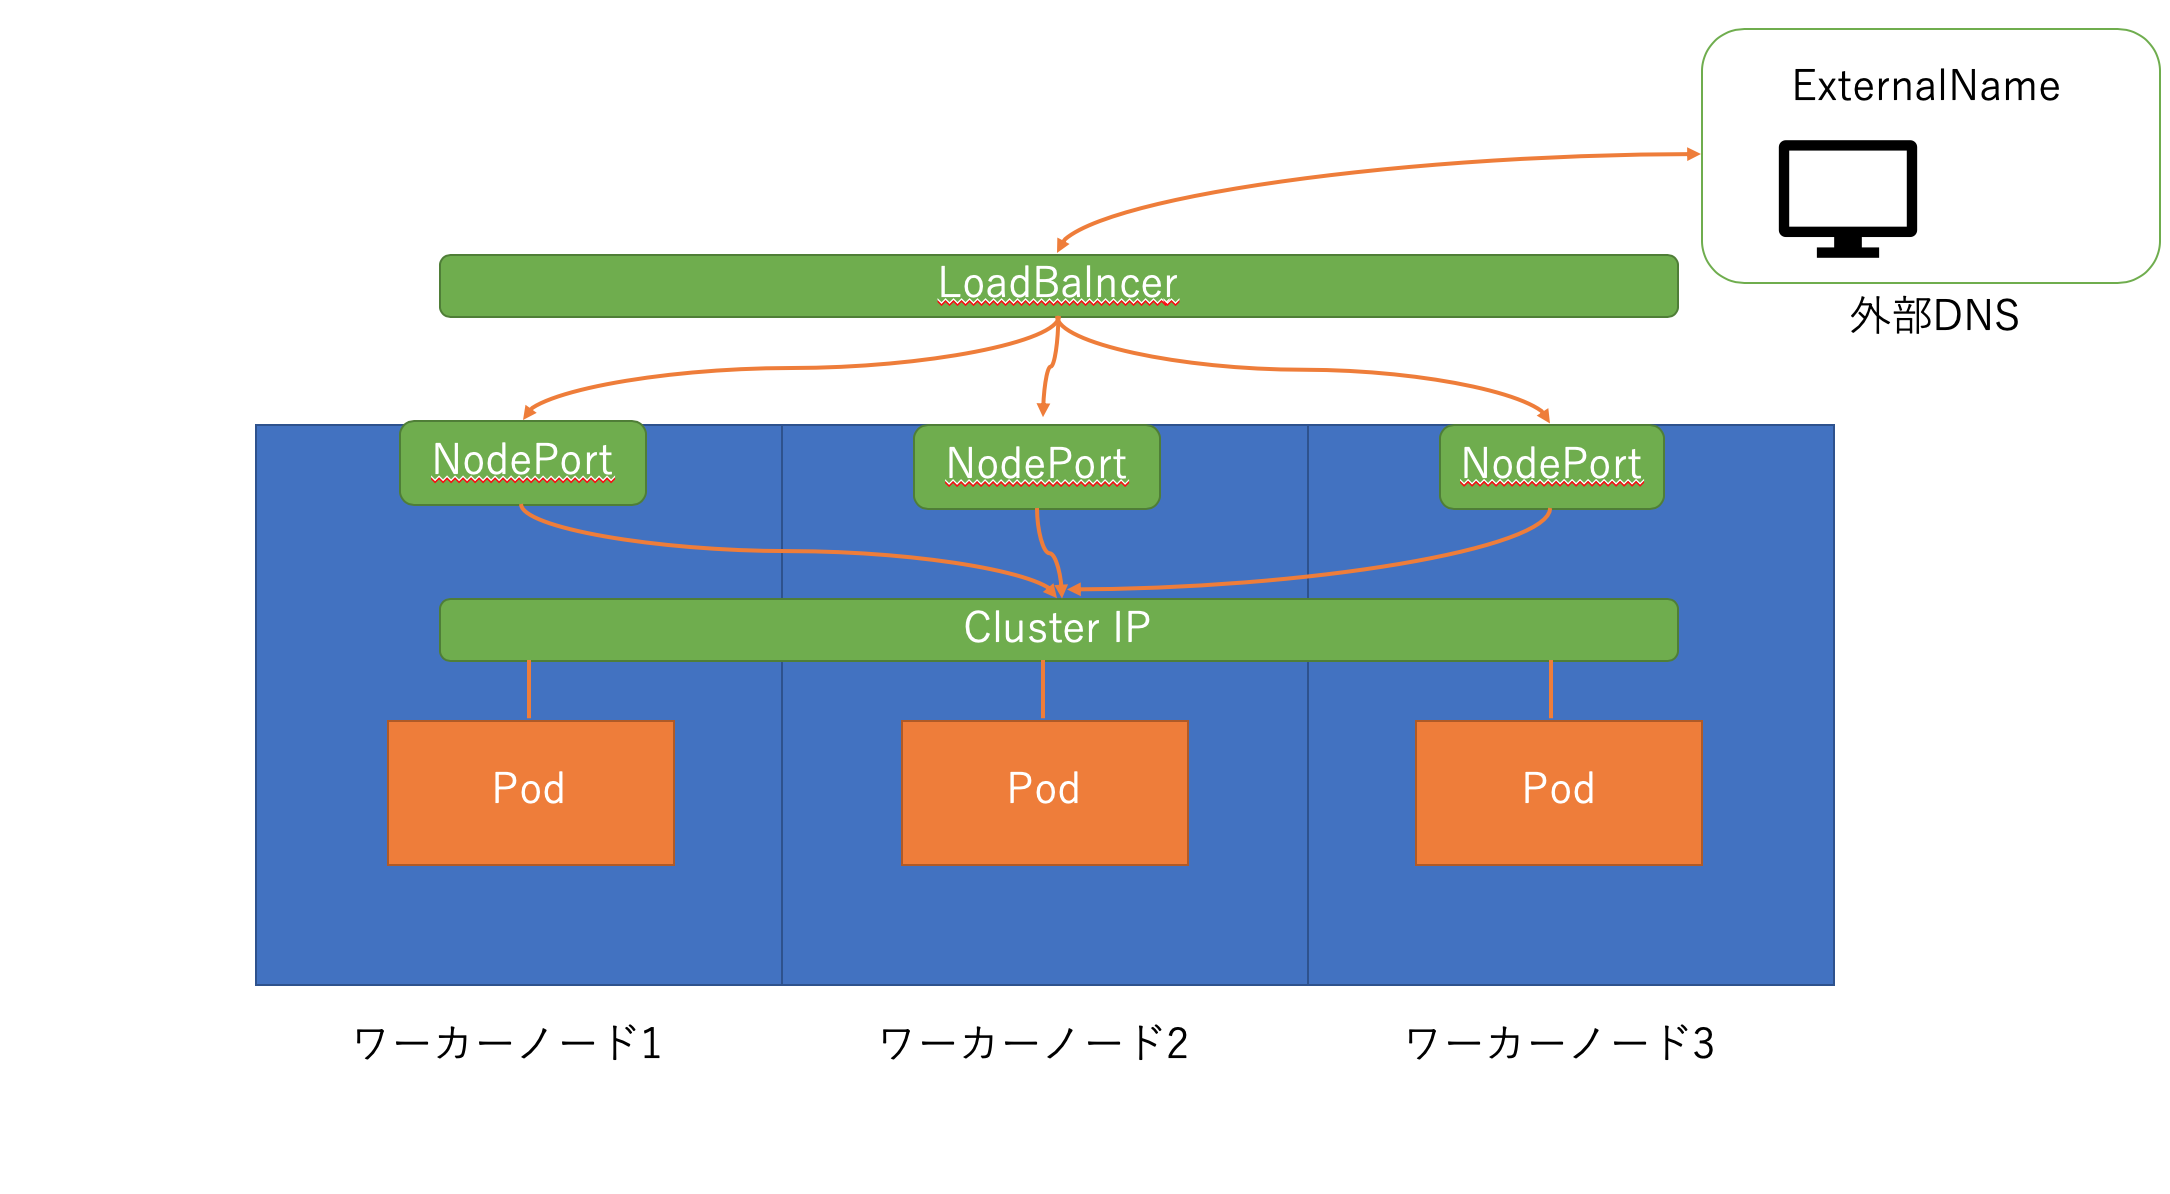 ExternalName
LoadBalncer
外部DNS
NodePort
NodePort
NodePort
Cluster IP
Pod
Pod
Pod
ワーカーノード1
ワーカーノード2
ワーカーノード3